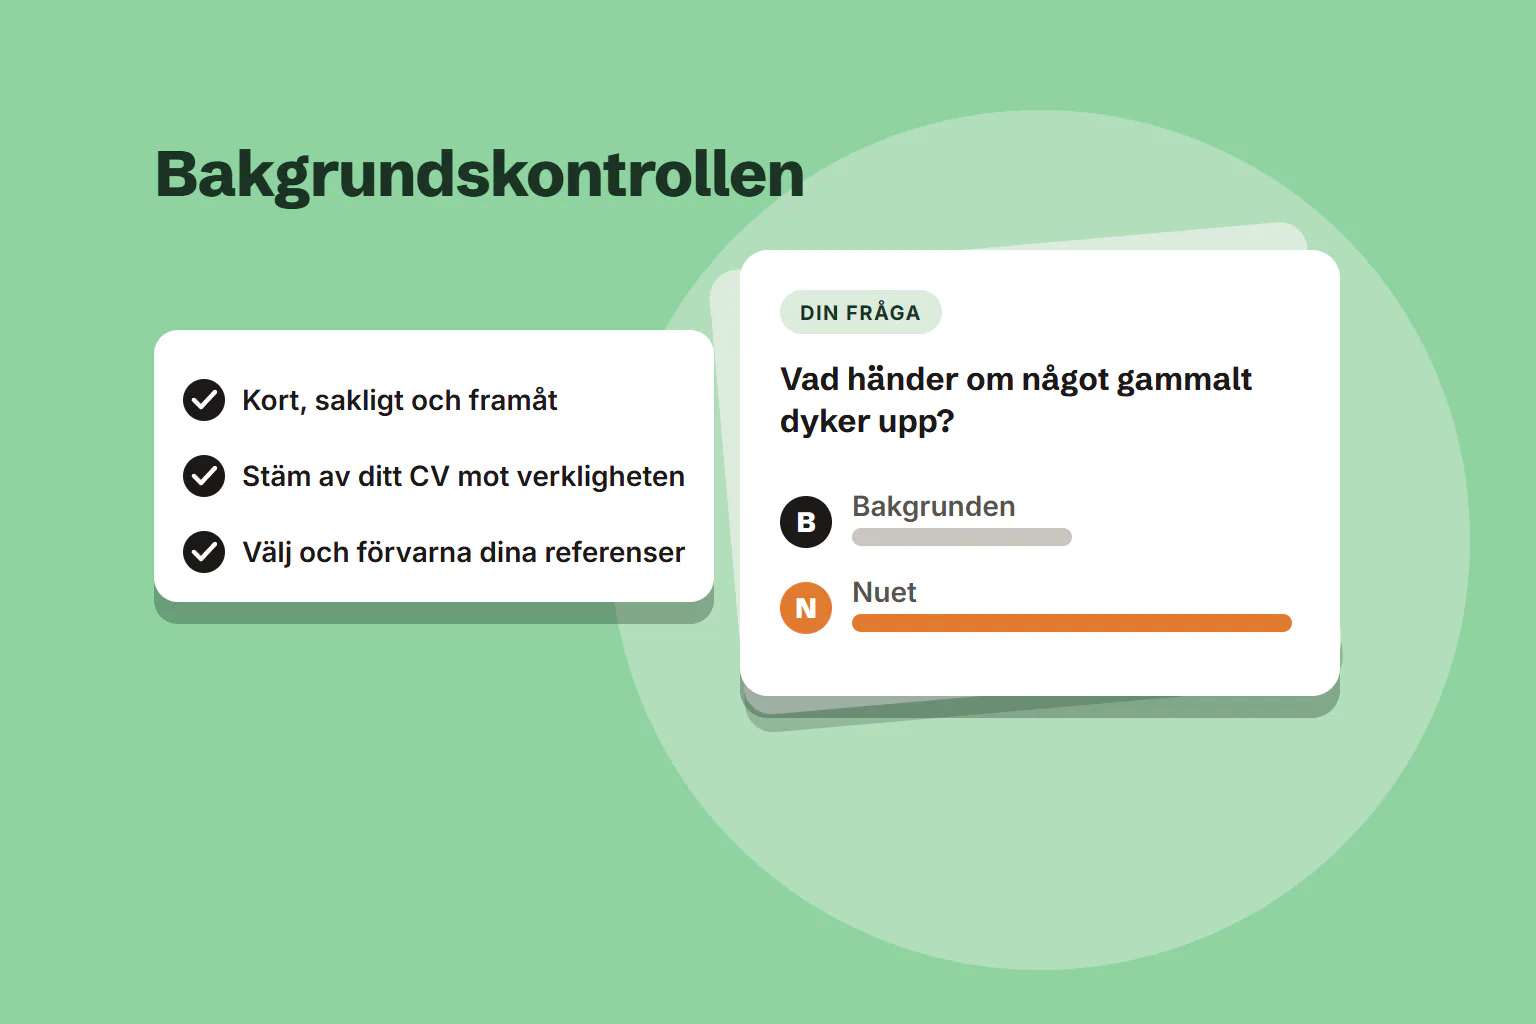 Bakgrundskontrollen
Kort, sakligt och framåt
Stäm av ditt CV mot verkligheten
Välj och förvarna dina referenser
DIN FRÅGA
Vad händer om något gammalt
dyker upp?
B
Bakgrunden
N
Nuet